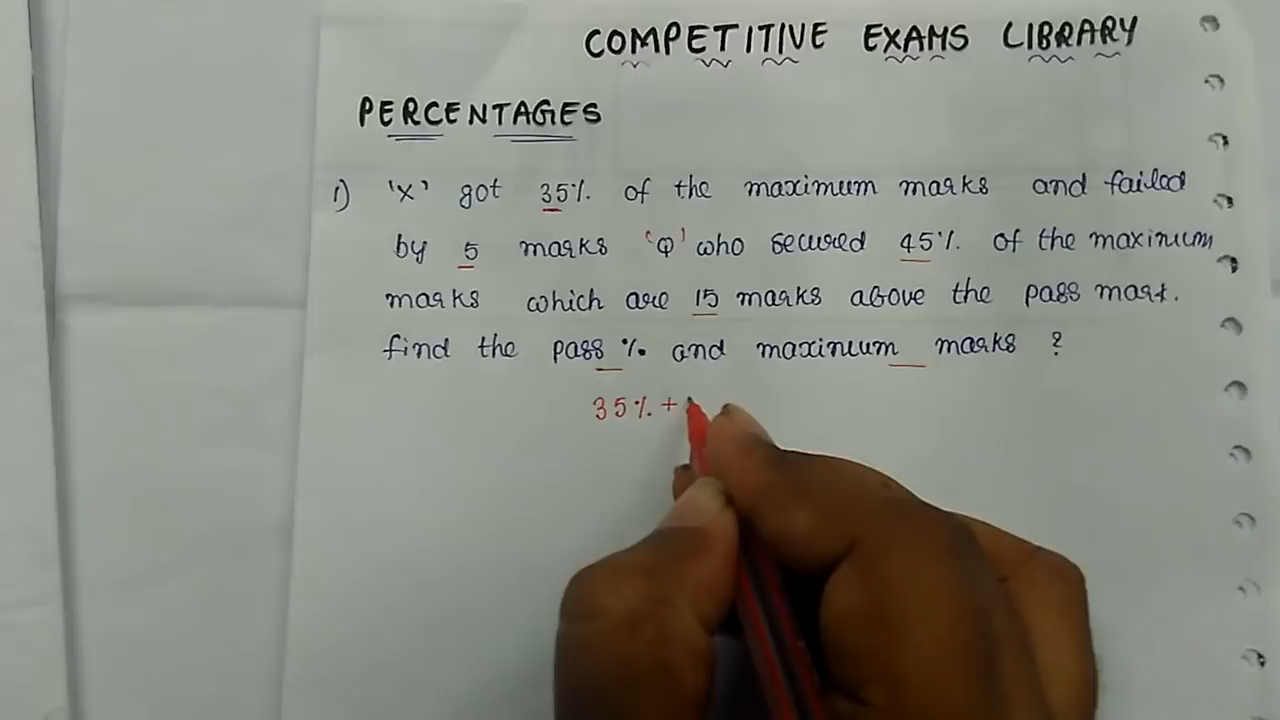 COMPETITIVE EXAMS LIBRARY
PERCENTAGES
1) 'x' got 35%. of the maximum marks and failed
by 5 marks 'φ' who secured 45%. of the maximum
marks which are 15 marks above the pass mark.
find the pass % and maximum marks ?
35% +